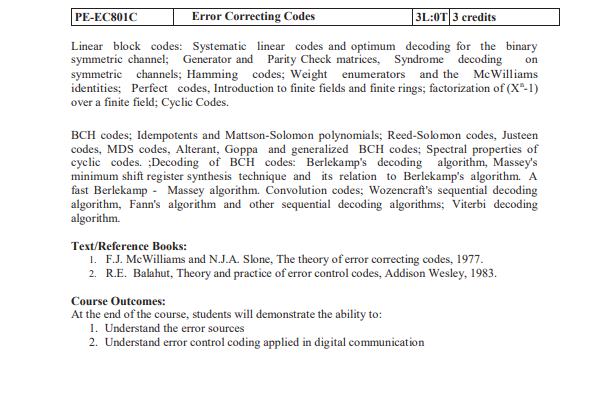 PE-EC801C Error Correcting Codes 3L:0T 3 credits
Linear block codes: Systematic linear codes and optimum decoding for the binary
symmetric channel; Generator and Parity Check matrices, Syndrome decoding on
symmetric channels; Hamming codes; Weight enumerators and the McWilliams
identities; Perfect codes, Introduction to finite fields and finite rings; factorization of (X^n-1)
over a finite field; Cyclic Codes.
BCH codes; Idempotents and Mattson-Solomon polynomials; Reed-Solomon codes, Justeen
codes, MDS codes, Alterant, Goppa and generalized BCH codes; Spectral properties of
cyclic codes. ;Decoding of BCH codes: Berlekamp's decoding algorithm, Massey's
minimum shift register synthesis technique and its relation to Berlekamp's algorithm. A
fast Berlekamp - Massey algorithm. Convolution codes; Wozencraft's sequential decoding
algorithm, Fann's algorithm and other sequential decoding algorithms; Viterbi decoding
algorithm.
Text/Reference Books:
1. F.J. McWilliams and N.J.A. Slone, The theory of error correcting codes, 1977.
2. R.E. Balahut, Theory and practice of error control codes, Addison Wesley, 1983.
Course Outcomes:
At the end of the course, students will demonstrate the ability to:
1. Understand the error sources
2. Understand error control coding applied in digital communication